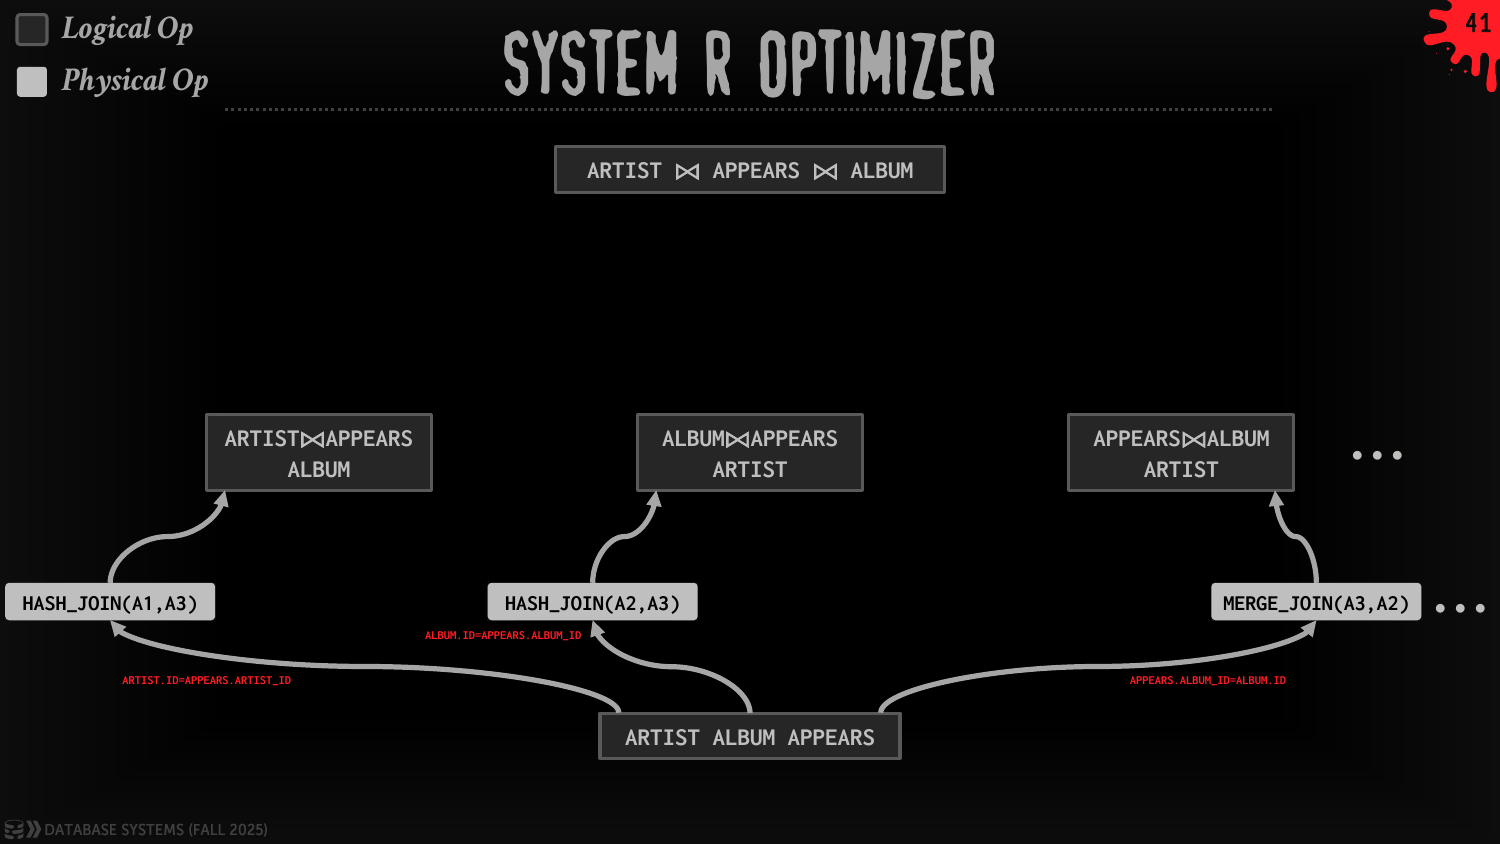 Logical Op
Physical Op
SYSTEM R OPTIMIZER
41
ARTIST ⋈ APPEARS ⋈ ALBUM
ARTIST⋈APPEARS
ALBUM
ALBUM⋈APPEARS
ARTIST
APPEARS⋈ALBUM
ARTIST
...
HASH_JOIN(A1,A3)
HASH_JOIN(A2,A3)
MERGE_JOIN(A3,A2)
...
ALBUM.ID=APPEARS.ALBUM_ID
ARTIST.ID=APPEARS.ARTIST_ID
APPEARS.ALBUM_ID=ALBUM.ID
ARTIST ALBUM APPEARS
DATABASE SYSTEMS (FALL 2025)